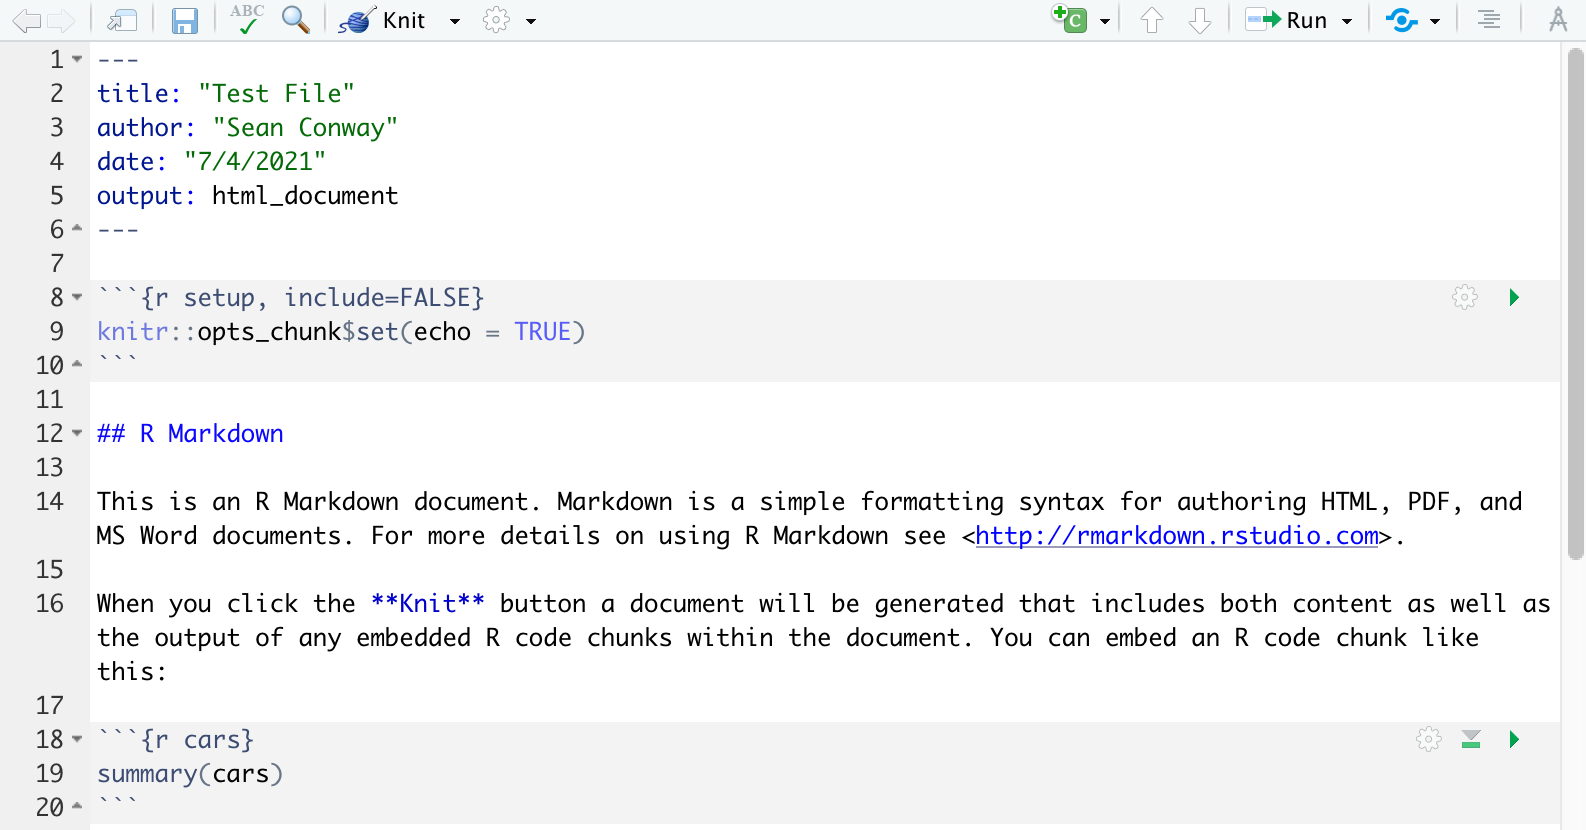 ABC Knit C Run
1 ---
2 title: "Test File"
3 author: "Sean Conway"
4 date: "7/4/2021"
5 output: html_document
6 ---
7
8 ```{r setup, include=FALSE}
9 knitr::opts_chunk$set(echo = TRUE)
10 ```
11
12 ## R Markdown
13
14 This is an R Markdown document. Markdown is a simple formatting syntax for authoring HTML, PDF, and
MS Word documents. For more details on using R Markdown see <http://rmarkdown.rstudio.com>.
15
16 When you click the **Knit** button a document will be generated that includes both content as well as
the output of any embedded R code chunks within the document. You can embed an R code chunk like
this:
17
18 ```{r cars}
19 summary(cars)
20 ```